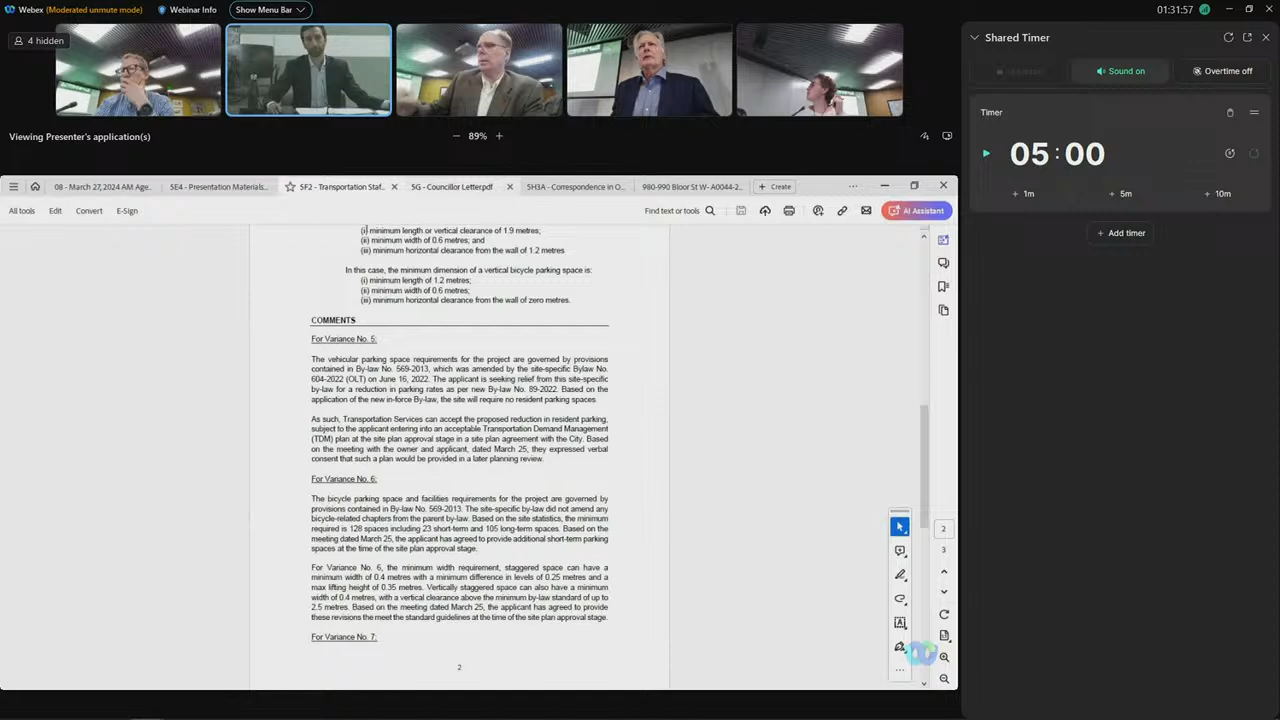 Webex (Moderated unmute mode) Webinar Info Show Menu Bar 01:31:57
4 hidden
Viewing Presenter's application(s) 89%
Shared Timer
Sound on Overtime off
Timer
05:00
1m 5m 10m
Add timer
08 - March 27, 2024 AM Age... 5E4 - Presentation Materials... 5F2 - Transportation Staf... 5G - Councillor Letter.pdf 5H3A - Correspondence in O... 980-990 Bloor St W- A0044-2... Create
All tools Edit Convert E-Sign Find text or tools AI Assistant
(i) minimum length or vertical clearance of 1.9 metres;
(ii) minimum width of 0.6 metres; and
(iii) minimum horizontal clearance from the wall of 1.2 metres
In this case, the minimum dimension of a vertical bicycle parking space is:
(i) minimum length of 1.2 metres;
(ii) minimum width of 0.6 metres;
(iii) minimum horizontal clearance from the wall of zero metres.
COMMENTS
For Variance No. 5:
The vehicular parking space requirements for the project are governed by provisions
contained in By-law No. 569-2013, which was amended by the site-specific Bylaw No.
604-2022 (OLT) on June 16, 2022. The applicant is seeking relief from this site-specific
by-law for a reduction in parking rates as per new By-law No. 89-2022. Based on the
application of the new in-force By-law, the site will require no resident parking spaces.
As such, Transportation Services can accept the proposed reduction in resident parking,
subject to the applicant entering into an acceptable Transportation Demand Management
(TDM) plan at the site plan approval stage in a site plan agreement with the City. Based
on the meeting with the owner and applicant, dated March 25, they expressed verbal
consent that such a plan would be provided in a later planning review.
For Variance No. 6:
The bicycle parking space and facilities requirements for the project are governed by
provisions contained in By-law No. 569-2013. The site-specific by-law did not amend any
bicycle-related chapters from the parent by-law. Based on the site statistics, the minimum
required is 128 spaces including 23 short-term and 105 long-term spaces. Based on the
meeting dated March 25, the applicant has agreed to provide additional short-term parking
spaces at the time of the site plan approval stage.
For Variance No. 6, the minimum width requirement, staggered space can have a
minimum width of 0.4 metres with a minimum difference in levels of 0.25 metres and a
max lifting height of 0.35 metres. Vertically staggered space can also have a minimum
width of 0.4 metres, with a vertical clearance above the minimum by-law standard of up to
2.5 metres. Based on the meeting dated March 25, the applicant has agreed to provide
these revisions the meet the standard guidelines at the time of the site plan approval stage.
For Variance No. 7:
2
2
3